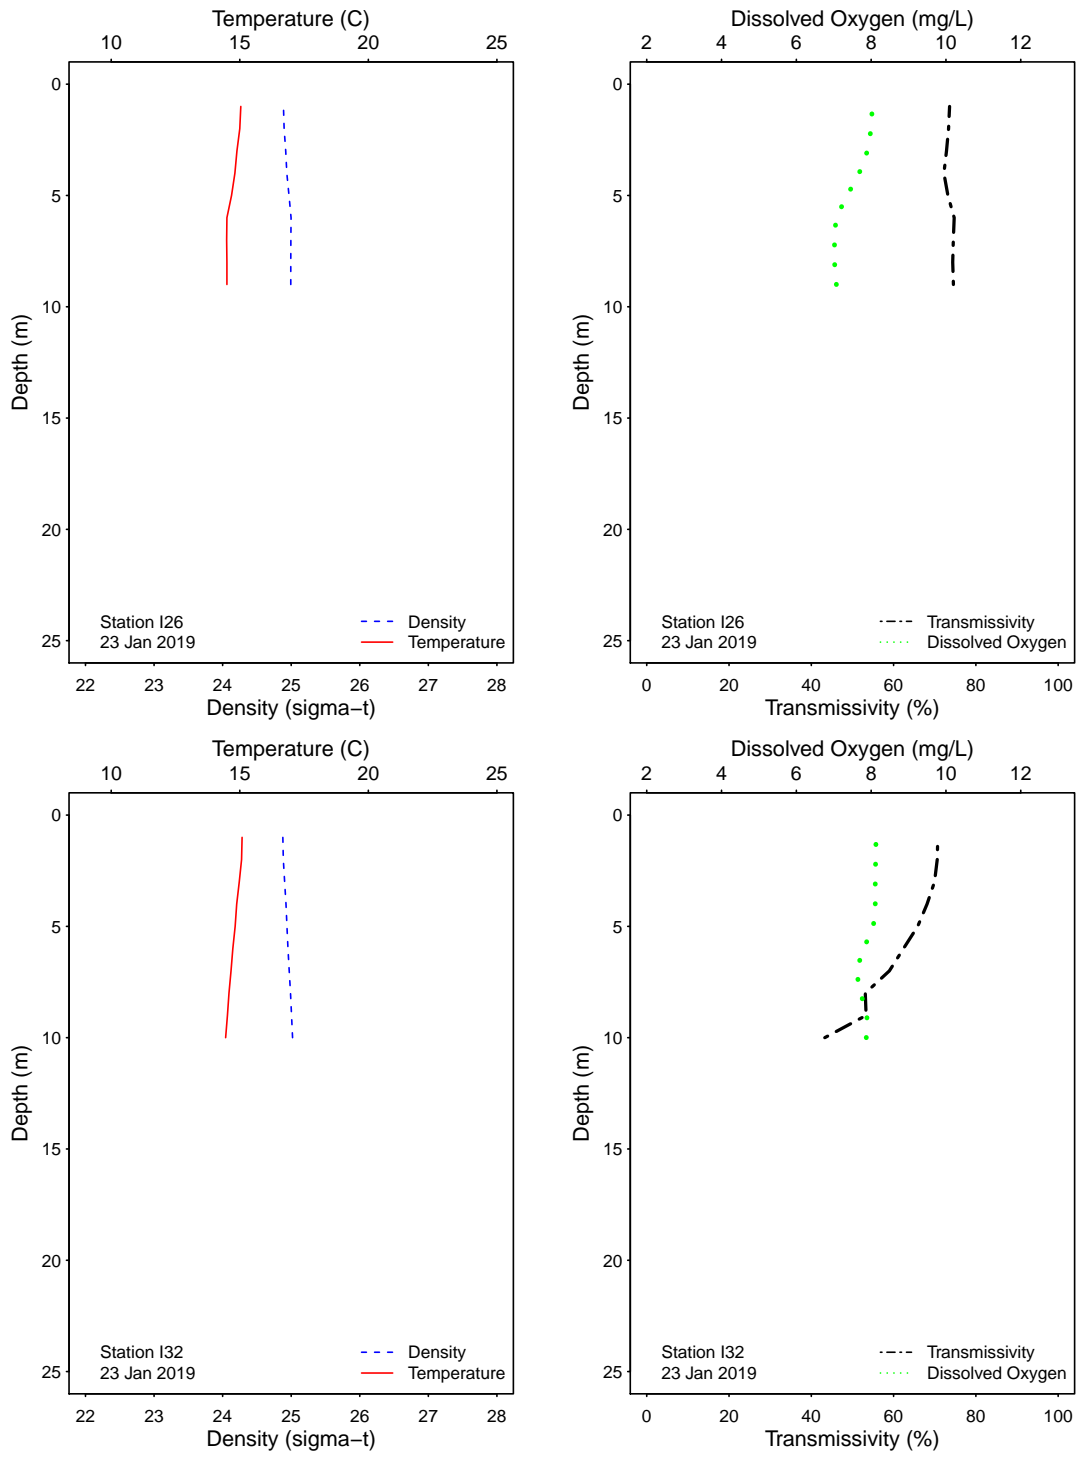 Temperature (C)
10 15 20 25
0
5
10
15
20
25
Depth (m)
Station I26
23 Jan 2019
Density
Temperature
22 23 24 25 26 27 28
Density (sigma−t)
Dissolved Oxygen (mg/L)
2 4 6 8 10 12
0
5
10
15
20
25
Depth (m)
Station I26
23 Jan 2019
Transmissivity
Dissolved Oxygen
0 20 40 60 80 100
Transmissivity (%)
Temperature (C)
10 15 20 25
0
5
10
15
20
25
Depth (m)
Station I32
23 Jan 2019
Density
Temperature
22 23 24 25 26 27 28
Density (sigma−t)
Dissolved Oxygen (mg/L)
2 4 6 8 10 12
0
5
10
15
20
25
Depth (m)
Station I32
23 Jan 2019
Transmissivity
Dissolved Oxygen
0 20 40 60 80 100
Transmissivity (%)